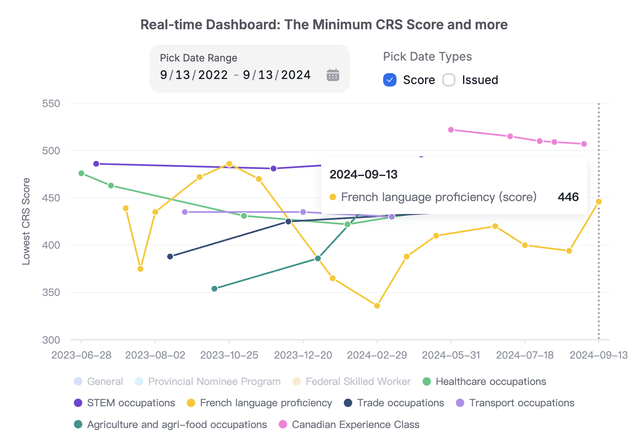 Real-time Dashboard: The Minimum CRS Score and more
Pick Date Range
9/13/2022 - 9/13/2024
Pick Date Types
Score
Issued
Lowest CRS Score
550
500
450
400
350
300
2024-09-13
French language proficiency (score) 446
2023-06-28 2023-08-02 2023-10-25 2023-12-20 2024-02-29 2024-05-31 2024-07-18 2024-09-13
General Provincial Nominee Program Federal Skilled Worker Healthcare occupations
STEM occupations French language proficiency Trade occupations Transport occupations
Agriculture and agri-food occupations Canadian Experience Class